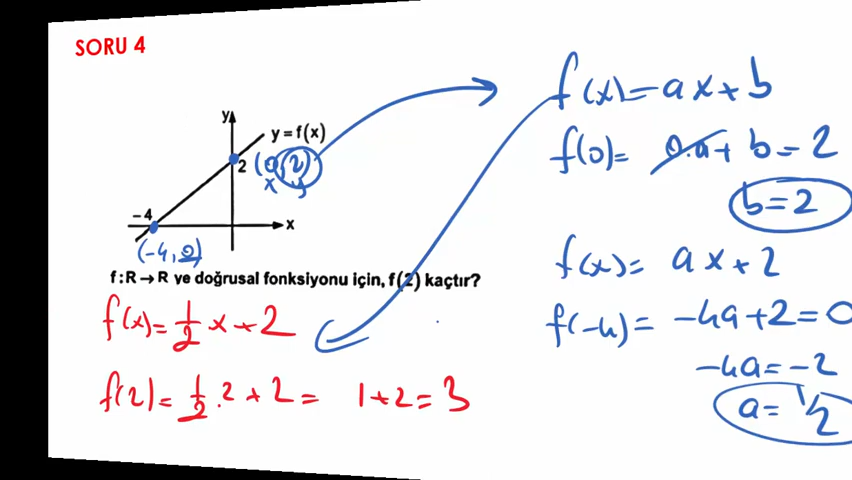 SORU 4
y
y=f(x)
2 (0,2)
x y
-4
x
(-4,0)
f:R→R ve doğrusal fonksiyonu için, f(2) kaçtır?
f(x)=1/2 x+2
f(2)=1/2.2+2= 1+2=3
f(x)=ax+b
f(0)= 0.a+b=2
b=2
f(x)= ax+2
f(-4)= -4a+2=0
-4a=-2
a=1/2